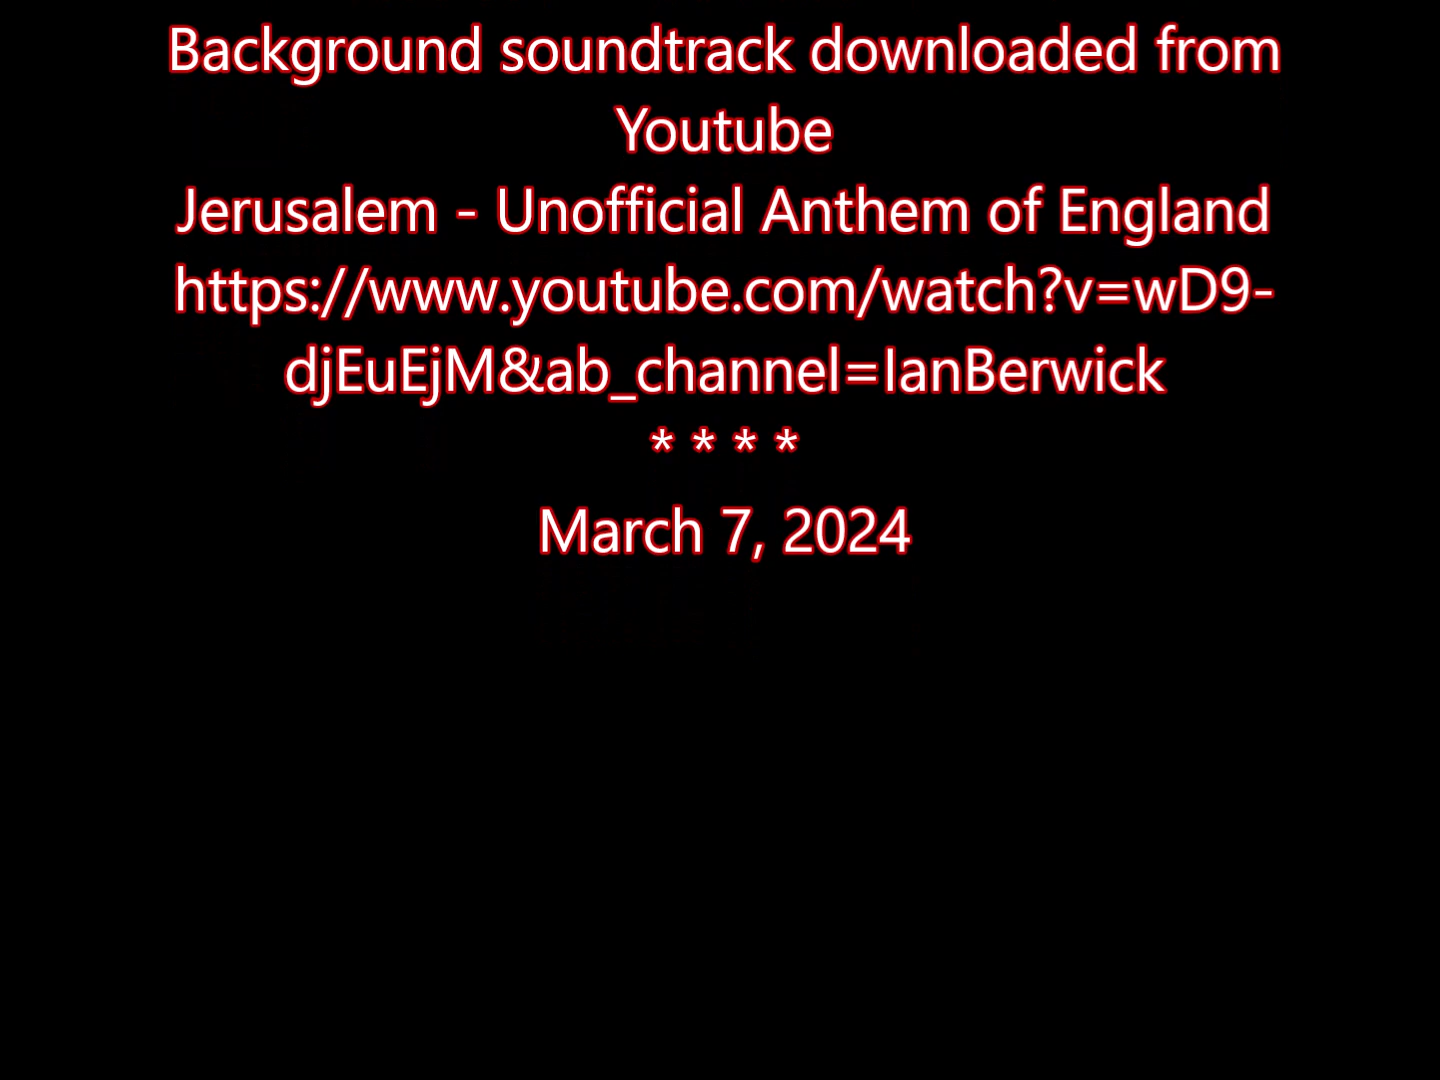 Background soundtrack downloaded from
Youtube
Jerusalem - Unofficial Anthem of England
https://www.youtube.com/watch?v=wD9-
djEuEjM&ab_channel=IanBerwick
* * * *
March 7, 2024